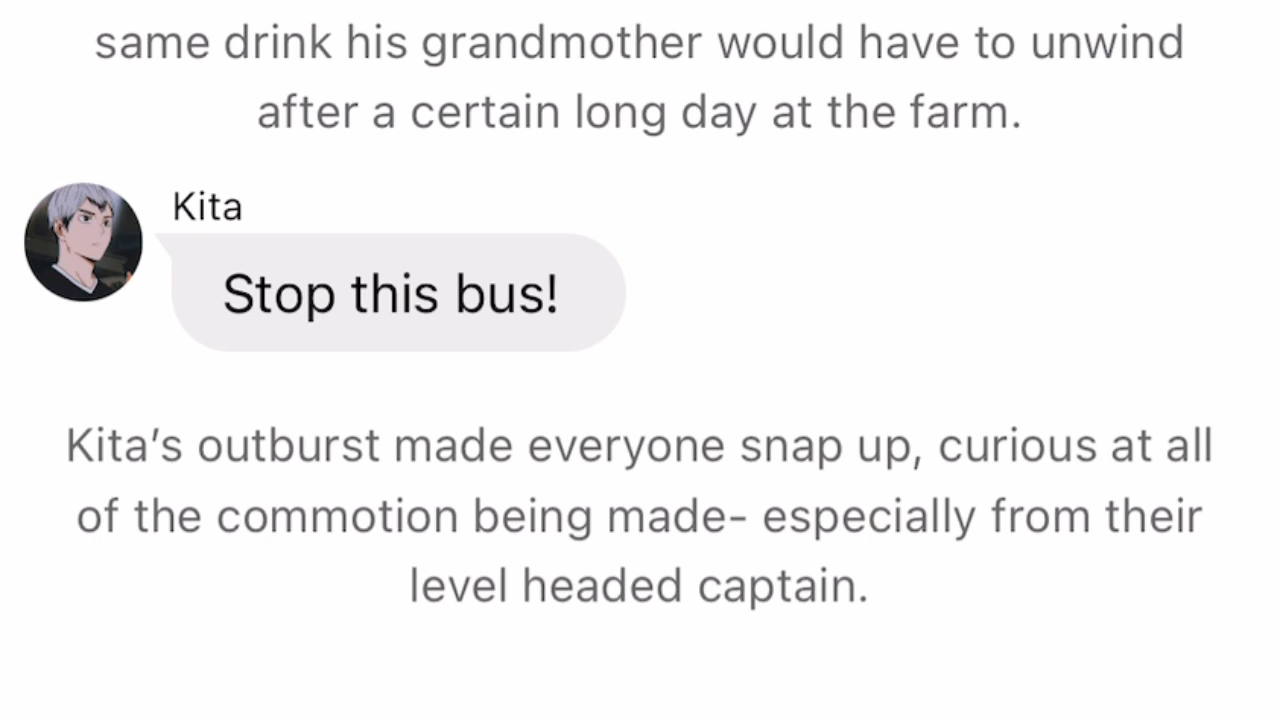 same drink his grandmother would have to unwind
after a certain long day at the farm.
Kita
Stop this bus!
Kita’s outburst made everyone snap up, curious at all
of the commotion being made- especially from their
level headed captain.